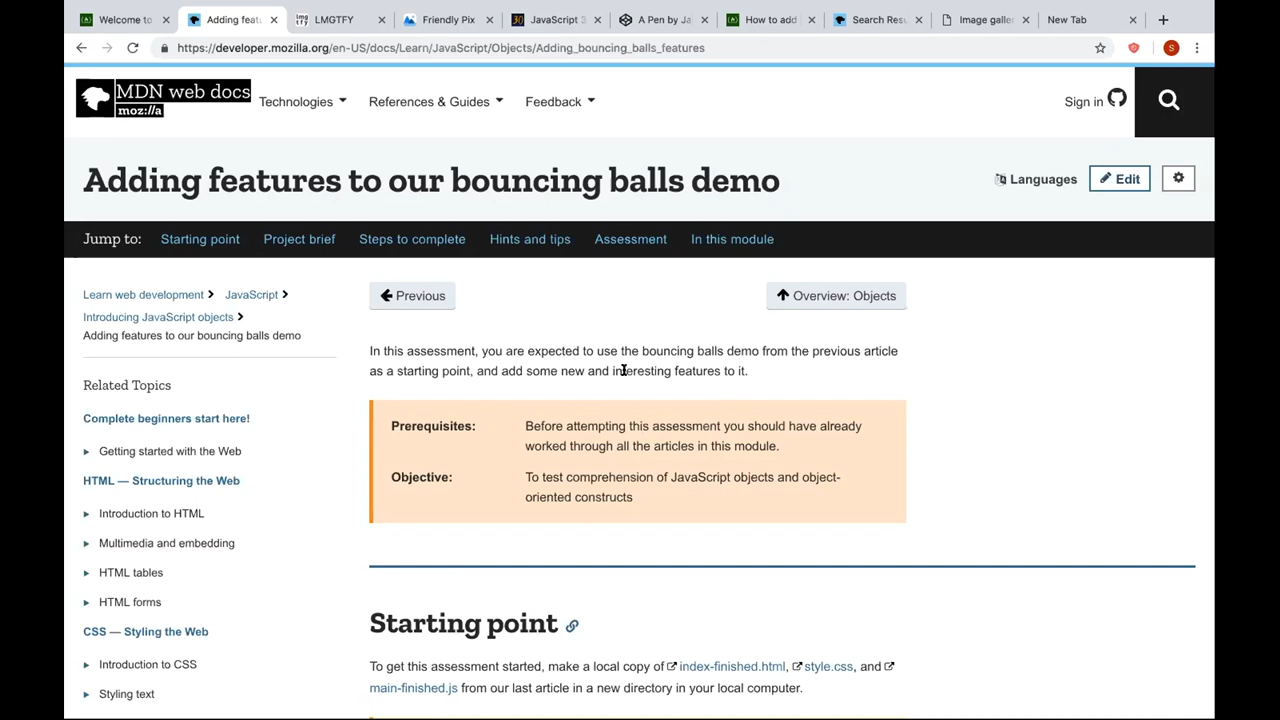 Welcome to
Adding featu
LMGTFY
Friendly Pix
JavaScript 3
A Pen by Ja
How to add
Search Resu
Image galler
New Tab
https://developer.mozilla.org/en-US/docs/Learn/JavaScript/Objects/Adding_bouncing_balls_features
S
MDN web docs
moz://a
Technologies
References & Guides
Feedback
Sign in
Adding features to our bouncing balls demo
Languages
Edit
Jump to: Starting point Project brief Steps to complete Hints and tips Assessment In this module
Learn web development JavaScript
Introducing JavaScript objects
Adding features to our bouncing balls demo
Related Topics
Complete beginners start here!
Getting started with the Web
HTML — Structuring the Web
Introduction to HTML
Multimedia and embedding
HTML tables
HTML forms
CSS — Styling the Web
Introduction to CSS
Styling text
Previous
Overview: Objects
In this assessment, you are expected to use the bouncing balls demo from the previous article
as a starting point, and add some new and interesting features to it.
Prerequisites: Before attempting this assessment you should have already
worked through all the articles in this module.
Objective: To test comprehension of JavaScript objects and object-
oriented constructs
Starting point
To get this assessment started, make a local copy of index-finished.html, style.css, and
main-finished.js from our last article in a new directory in your local computer.